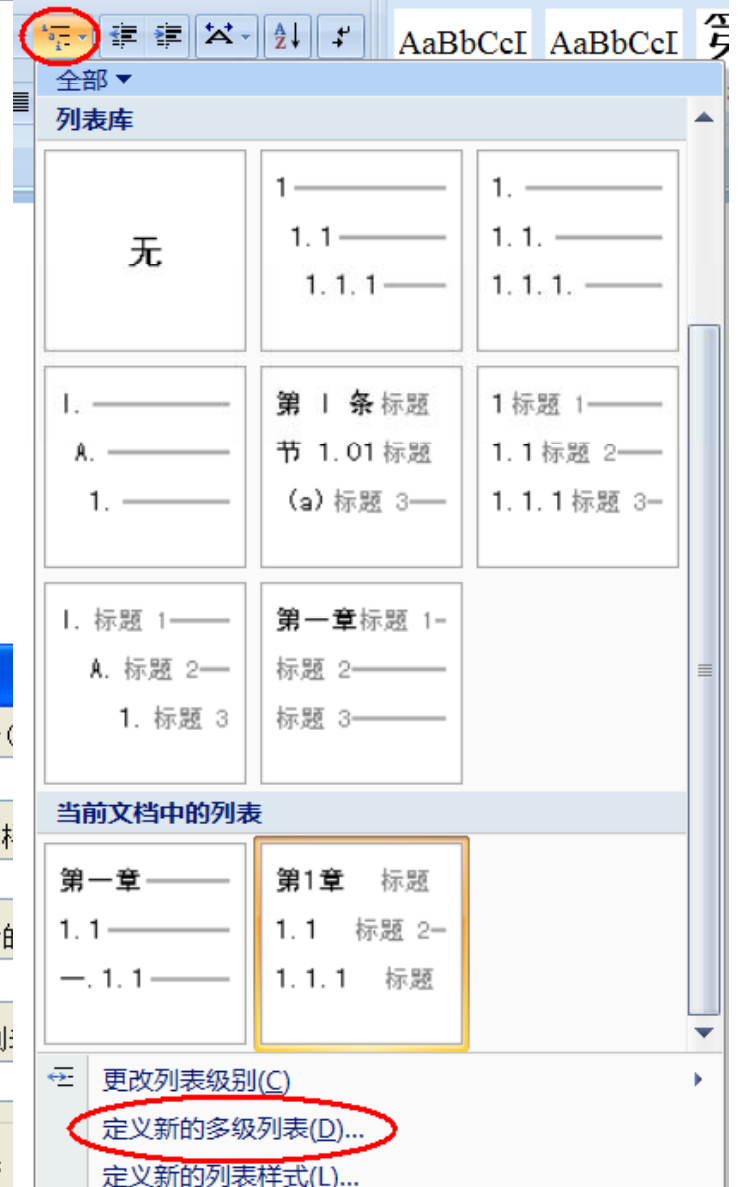 AaBbCcI AaBbCcI
全部
列表库
无
1
1.1
1.1.1
1.
1.1.
1.1.1.
I.
A.
1.
第 I 条标题
节 1.01标题
(a)标题 3
1标题 1
1.1标题 2
1.1.1标题 3
I. 标题 1
A. 标题 2
1. 标题 3
第一章标题 1
标题 2
标题 3
当前文档中的列表
第一章
1.1
一.1.1
第1章 标题
1.1 标题 2
1.1.1 标题
更改列表级别(C)
定义新的多级列表(D)...
定义新的列表样式(L)...